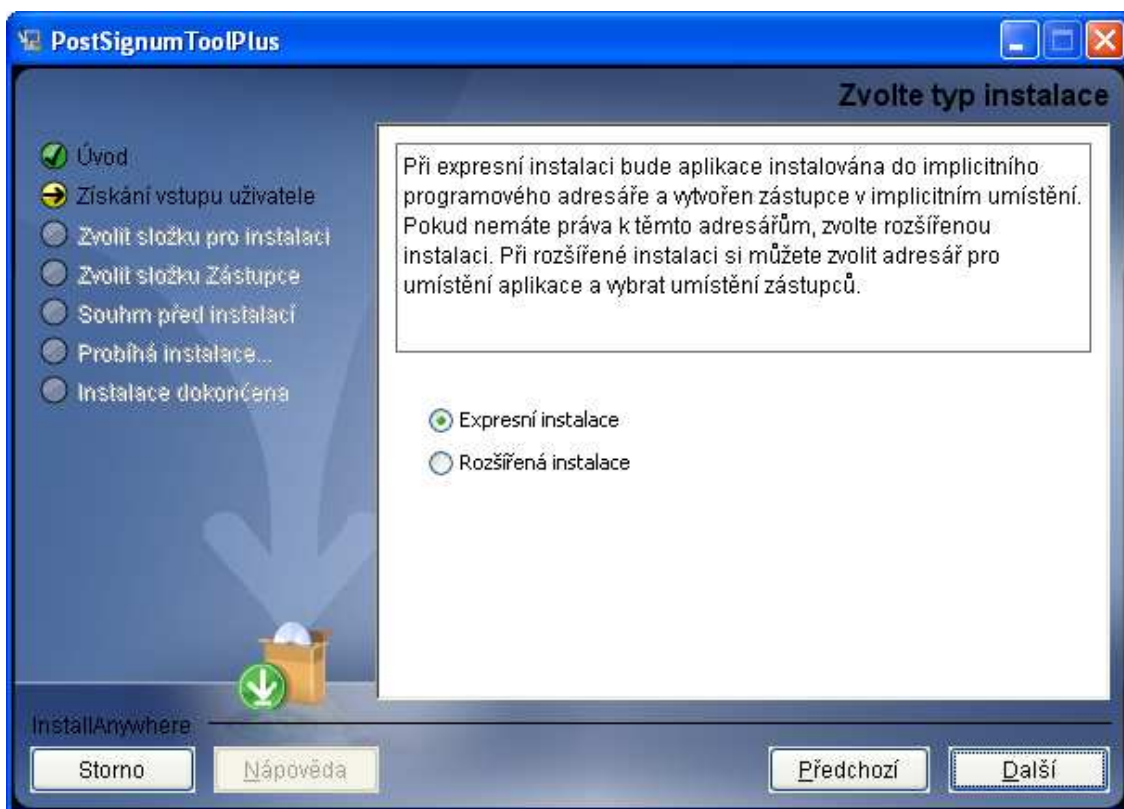 PostSignumToolPlus
Zvolte typ instalace
Úvod
Získání vstupu uživatele
Zvolit složku pro instalaci
Zvolit složku Zástupce
Souhrn před instalací
Probíhá instalace...
Instalace dokončena
Při expresní instalaci bude aplikace instalována do implicitního
programového adresáře a vytvořen zástupce v implicitním umístění.
Pokud nemáte práva k těmto adresářům, zvolte rozšířenou
instalaci. Při rozšířené instalaci si můžete zvolit adresář pro
umístění aplikace a vybrat umístění zástupců.
Expresní instalace
Rozšířená instalace
InstallAnywhere
Storno
Nápověda
Předchozí
Další